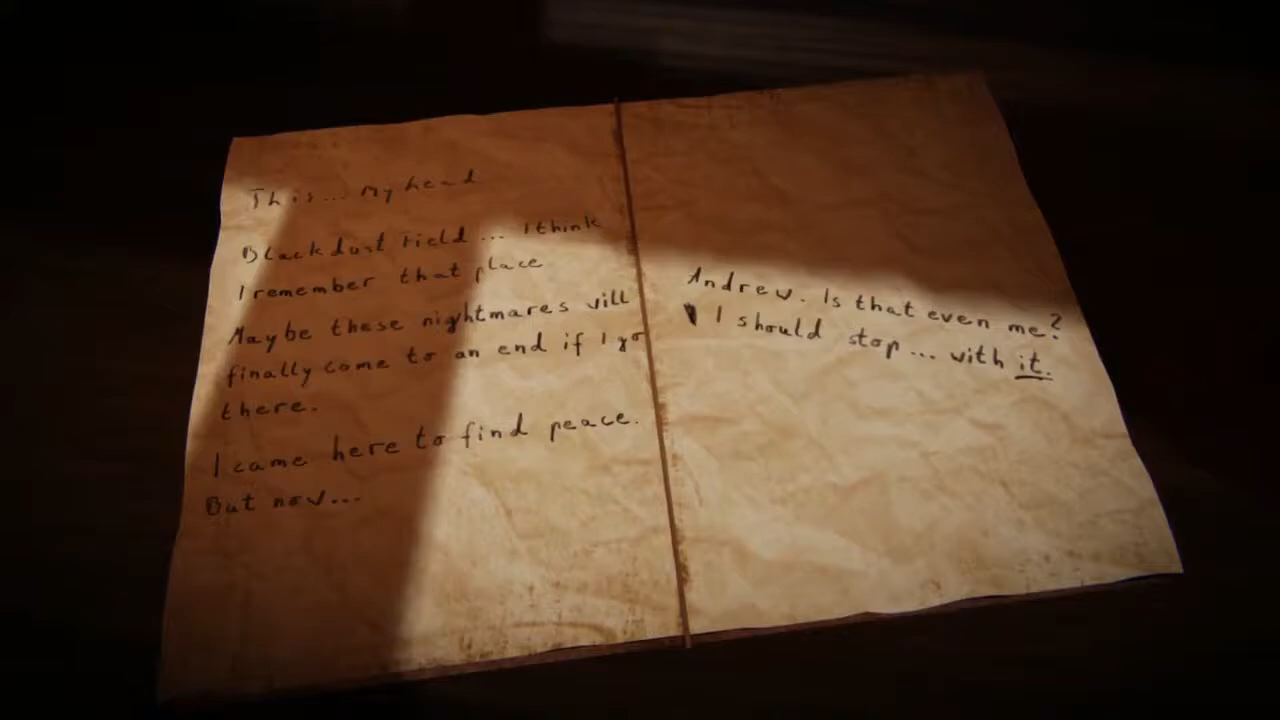 This... My head
Blackdust Field... I think
I remember that place
Maybe these nightmares will
finally come to an end if I go
there.
I came here to find peace.
But now...
Andrew. Is that even me?
I should stop... with it.